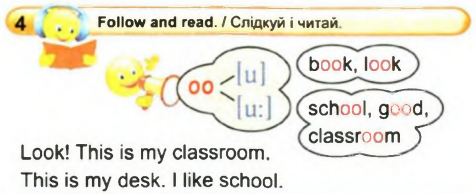 4 Follow and read. / Слідкуй і читай.
oo
[u]
[u:]
book, look
school, good,
classroom
Look! This is my classroom.
This is my desk. I like school.